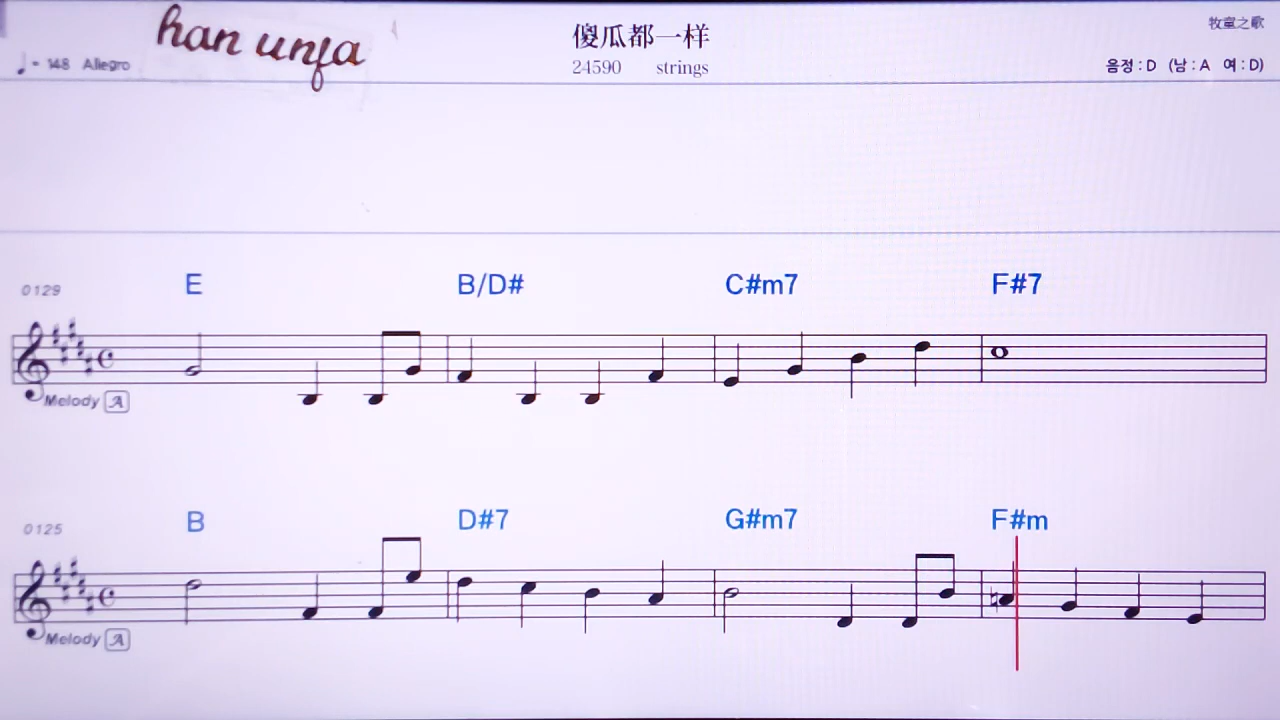 han unfa
傻瓜都一样
牧童之歌
♩= 148 Allegro
24590 strings
음정 : D (남 : A 여 : D)
E B/D# C#m7 F#7
0129
Melody A
B D#7 G#m7 F#m
0125
Melody A